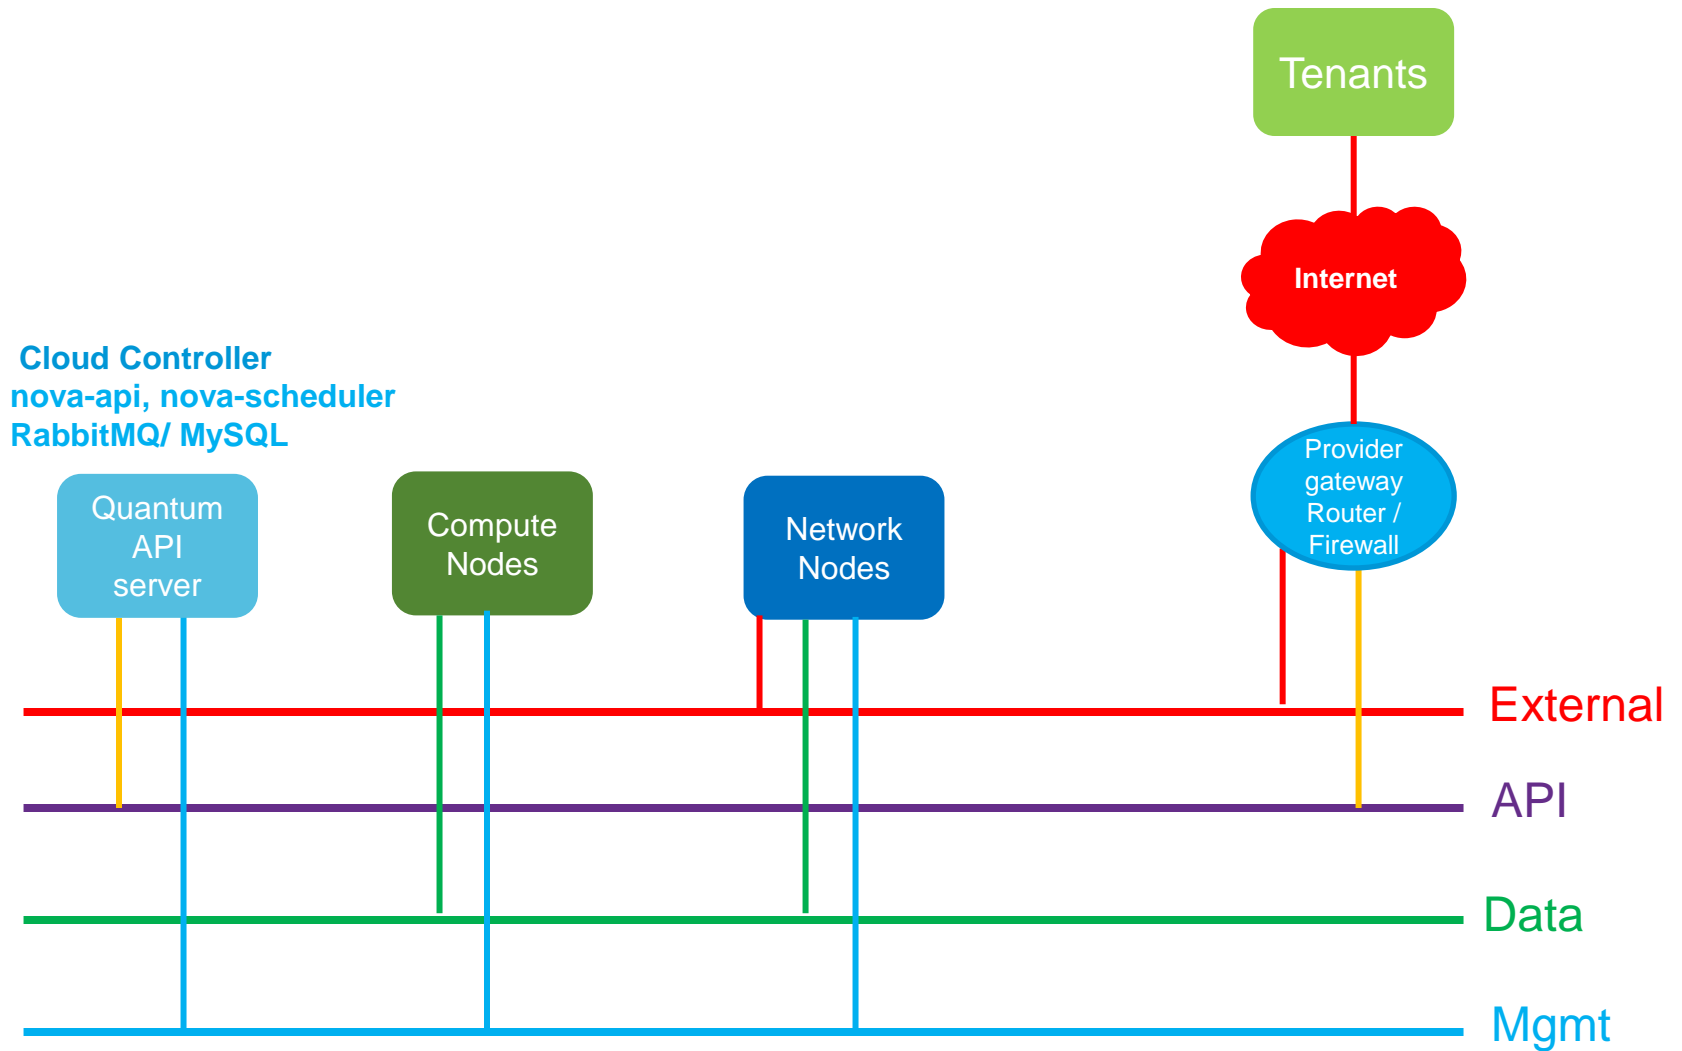 Tenants
Internet
Cloud Controller
nova-api, nova-scheduler
RabbitMQ/ MySQL
Quantum
API
server
Compute
Nodes
Network
Nodes
Provider
gateway
Router /
Firewall
External
API
Data
Mgmt